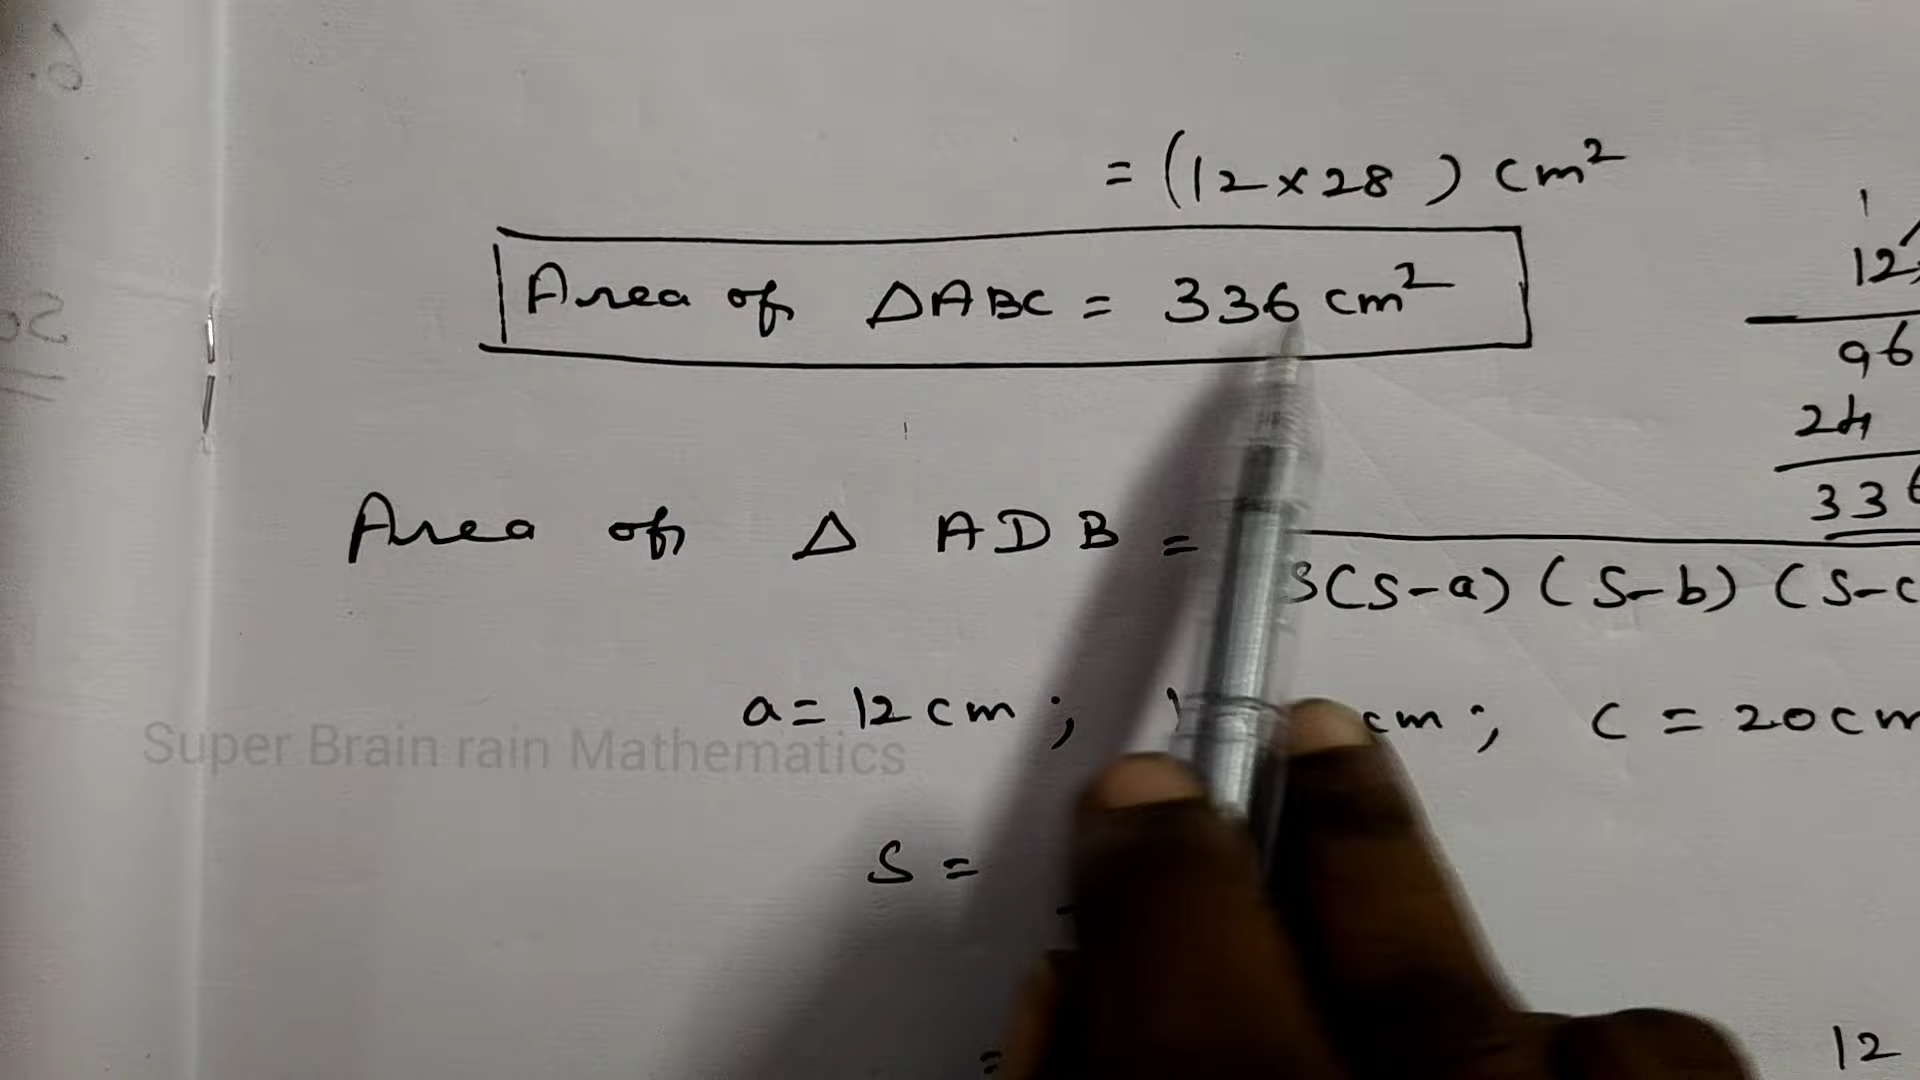 = (12 × 28) cm²
Area of △ABC = 336 cm²
12
96
24
336
Area of △ ADB =
S(S-a) (S-b) (S-c
a = 12 cm ; cm ; c = 20 cm
Super Brain rain Mathematics
S =
=
12